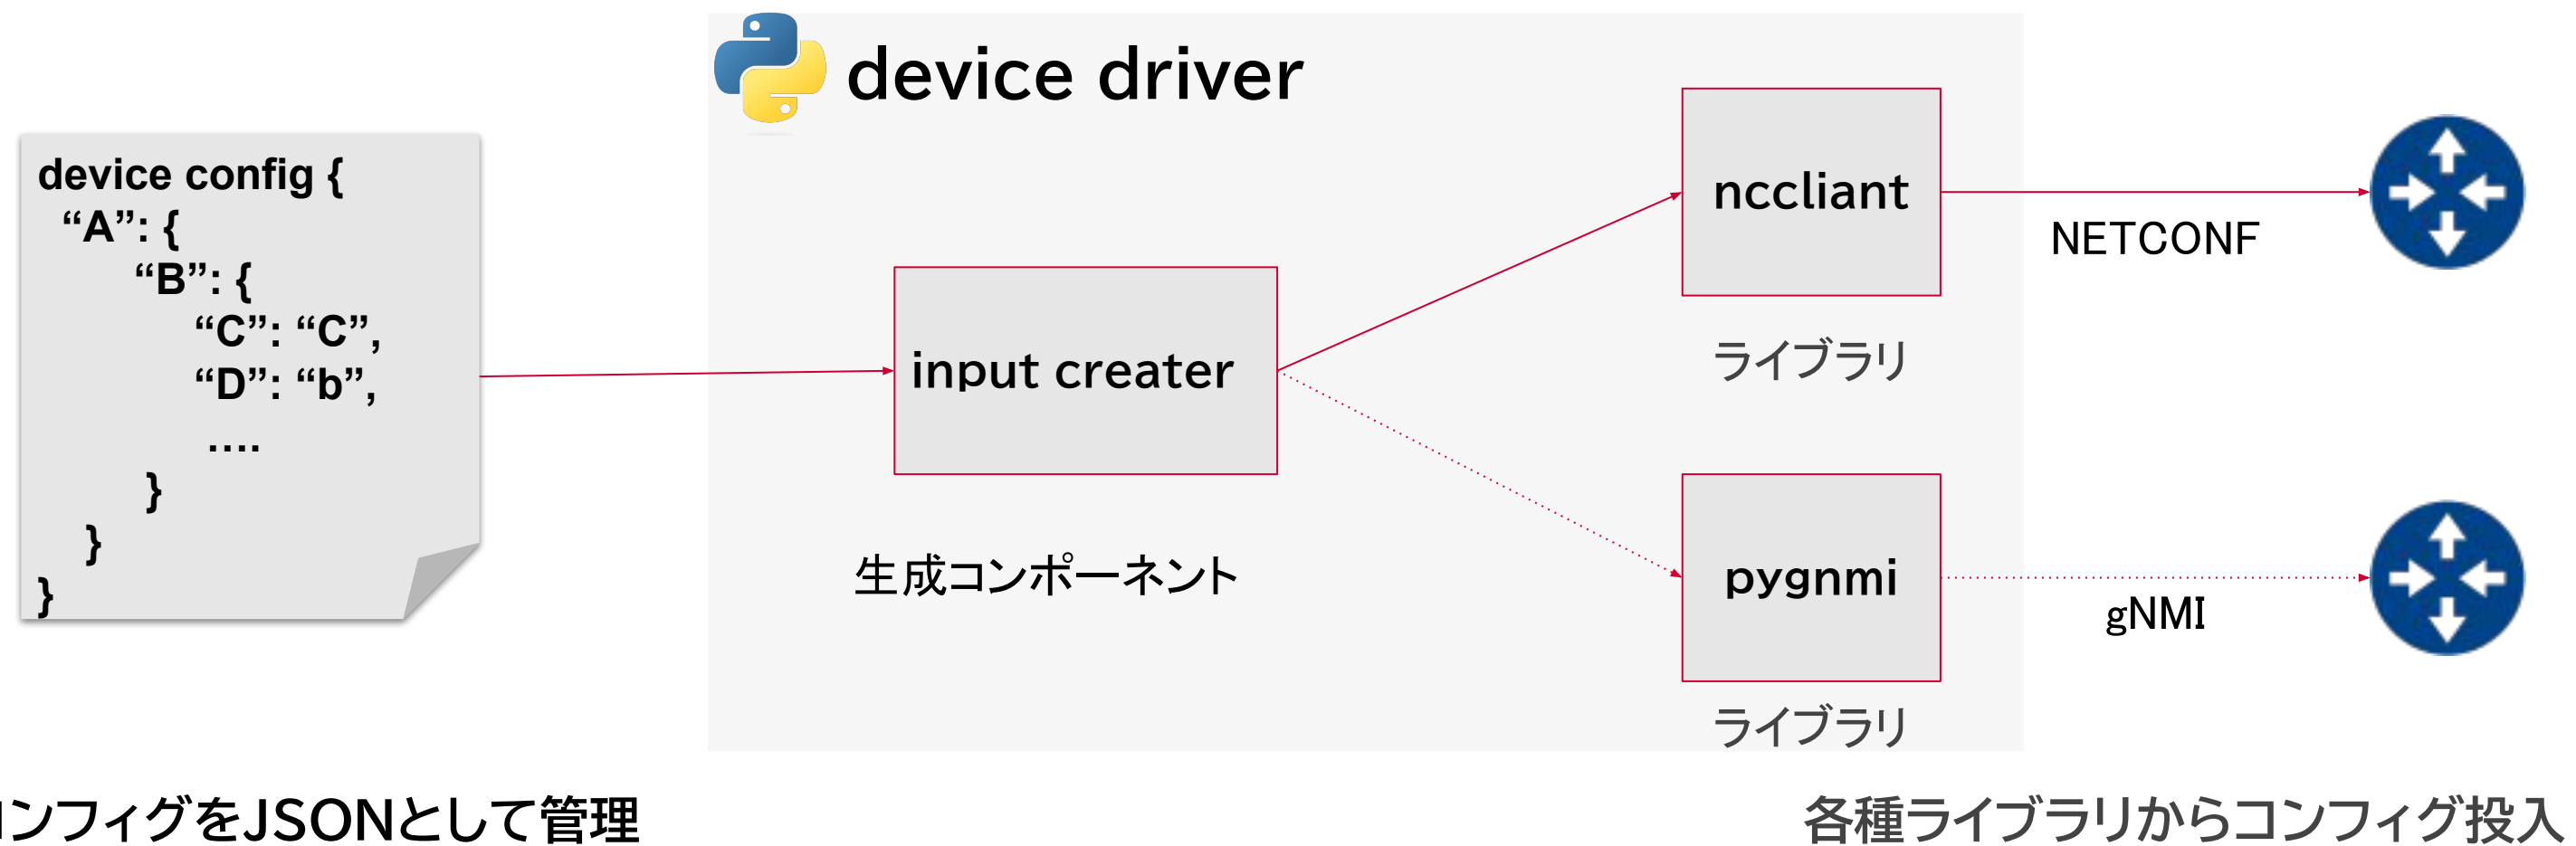 device driver
device config {
“A”: {
“B”: {
“C”: “C”,
“D”: “b”,
....
}
}
}
input creater
生成コンポーネント
nccliant
ライブラリ
NETCONF
pygnmi
ライブラリ
gNMI
ンフィグをJSONとして管理
各種ライブラリからコンフィグ投入